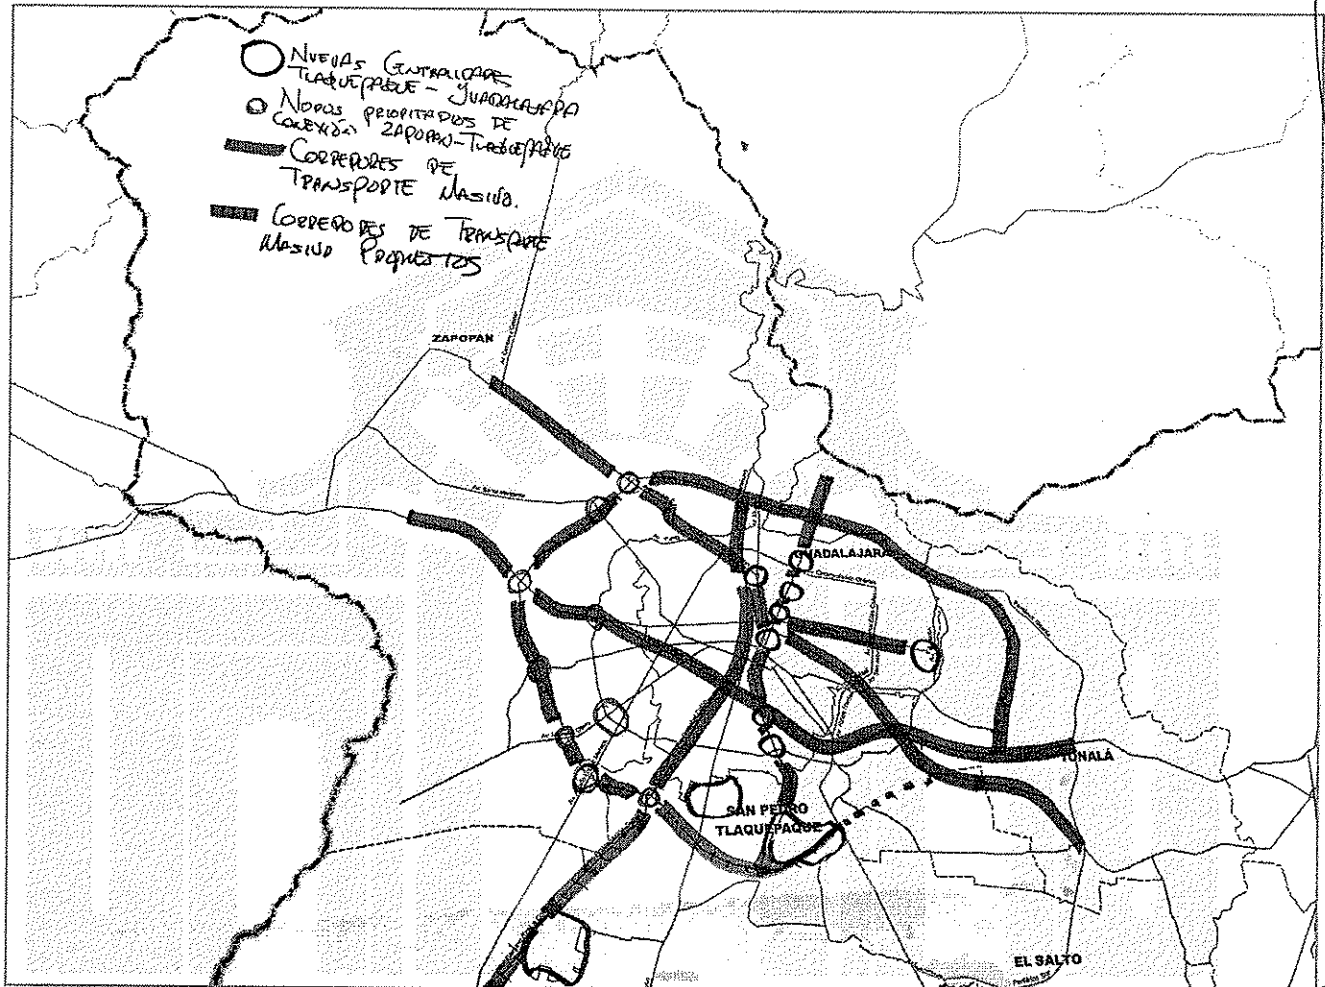 NUEVAS CENTRALIDADES
TLAQUEPAQUE - GUADALAJARA
NODOS PRIORITARIOS DE
CONEXIÓN ZAPOPAN-TLAQUEPAQUE
CORREDORES DE
TRANSPORTE MASIVO.
CORREDORES DE TRANSPORTE
MASIVO PROPUESTOS
ZAPOPAN
GUADALAJARA
TONALÁ
SAN PEDRO
TLAQUEPAQUE
EL SALTO